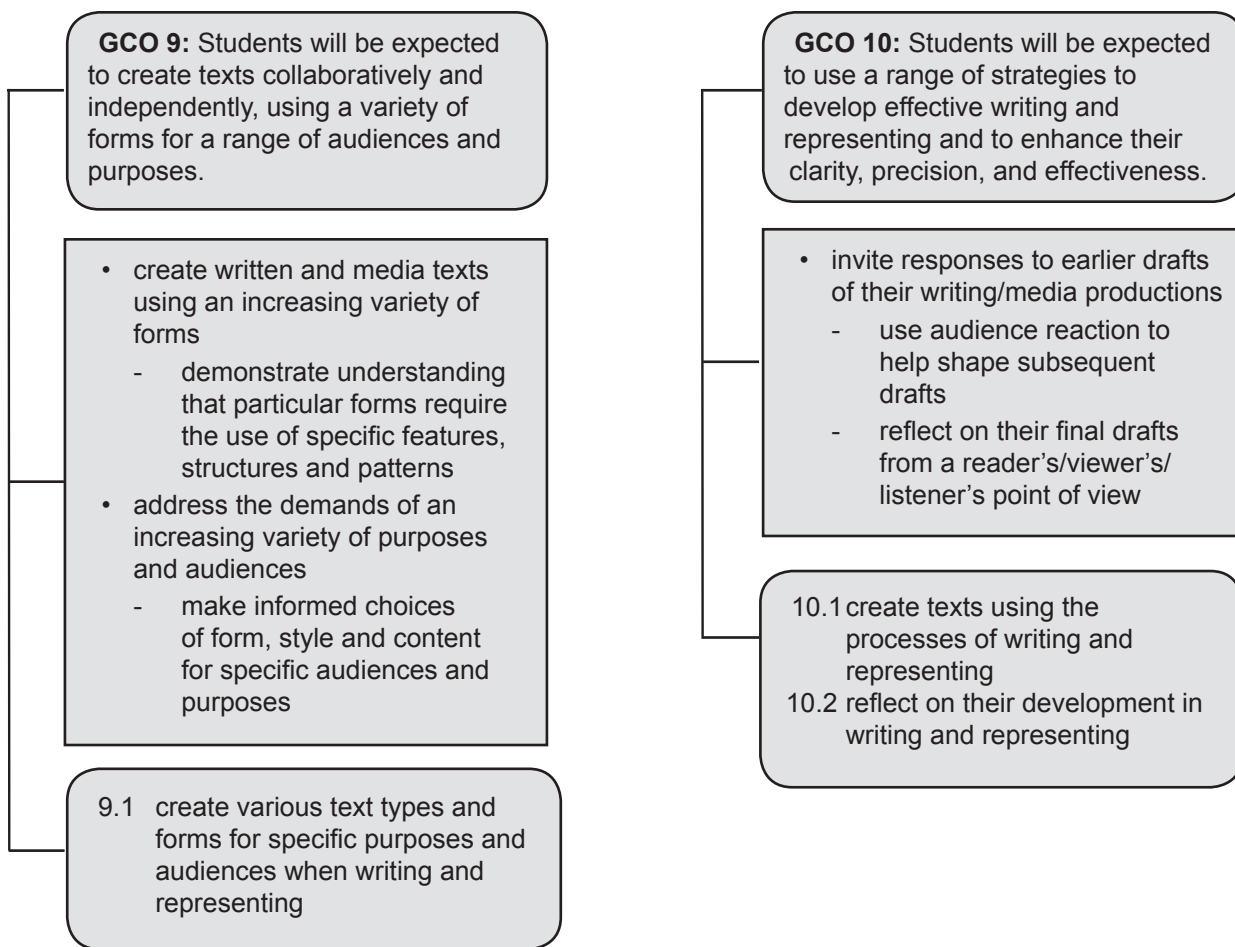 GCO 9: Students will be expected
to create texts collaboratively and
independently, using a variety of
forms for a range of audiences and
purposes.
• create written and media texts
using an increasing variety of
forms
- demonstrate understanding
that particular forms require
the use of specific features,
structures and patterns
• address the demands of an
increasing variety of purposes
and audiences
- make informed choices
of form, style and content
for specific audiences and
purposes
9.1 create various text types and
forms for specific purposes and
audiences when writing and
representing
GCO 10: Students will be expected
to use a range of strategies to
develop effective writing and
representing and to enhance their
clarity, precision, and effectiveness.
• invite responses to earlier drafts
of their writing/media productions
- use audience reaction to
help shape subsequent
drafts
- reflect on their final drafts
from a reader’s/viewer’s/
listener’s point of view
10.1 create texts using the
processes of writing and
representing
10.2 reflect on their development in
writing and representing